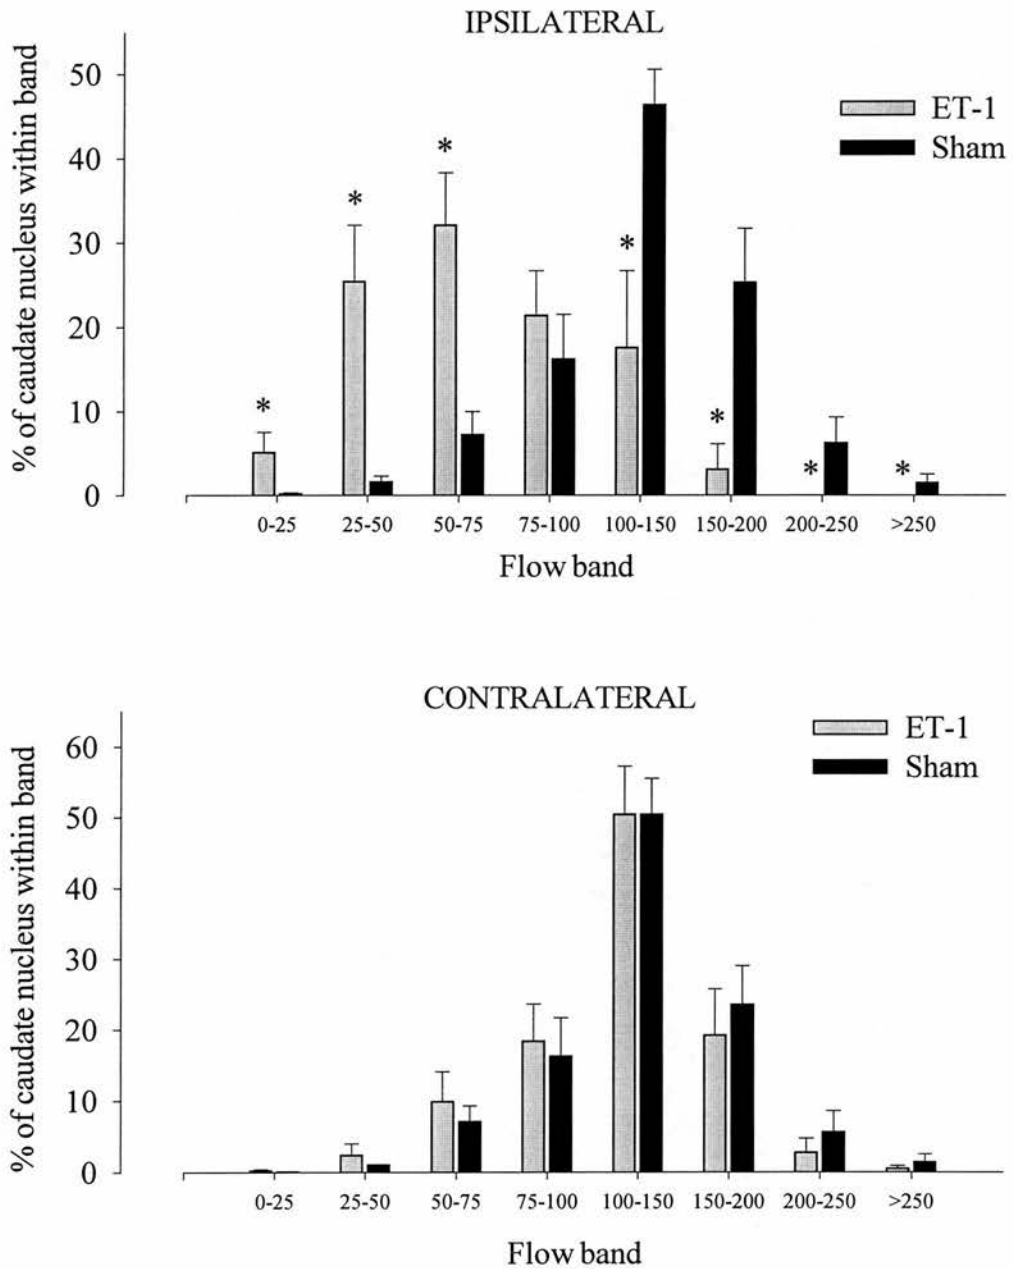 IPSILATERAL
% of caudate nucleus within band
50
40
30
20
10
0
ET-1
Sham
*
*
*
*
*
*
*
0-25 25-50 50-75 75-100 100-150 150-200 200-250 >250
Flow band
CONTRALATERAL
% of caudate nucleus within band
60
50
40
30
20
10
0
ET-1
Sham
0-25 25-50 50-75 75-100 100-150 150-200 200-250 >250
Flow band